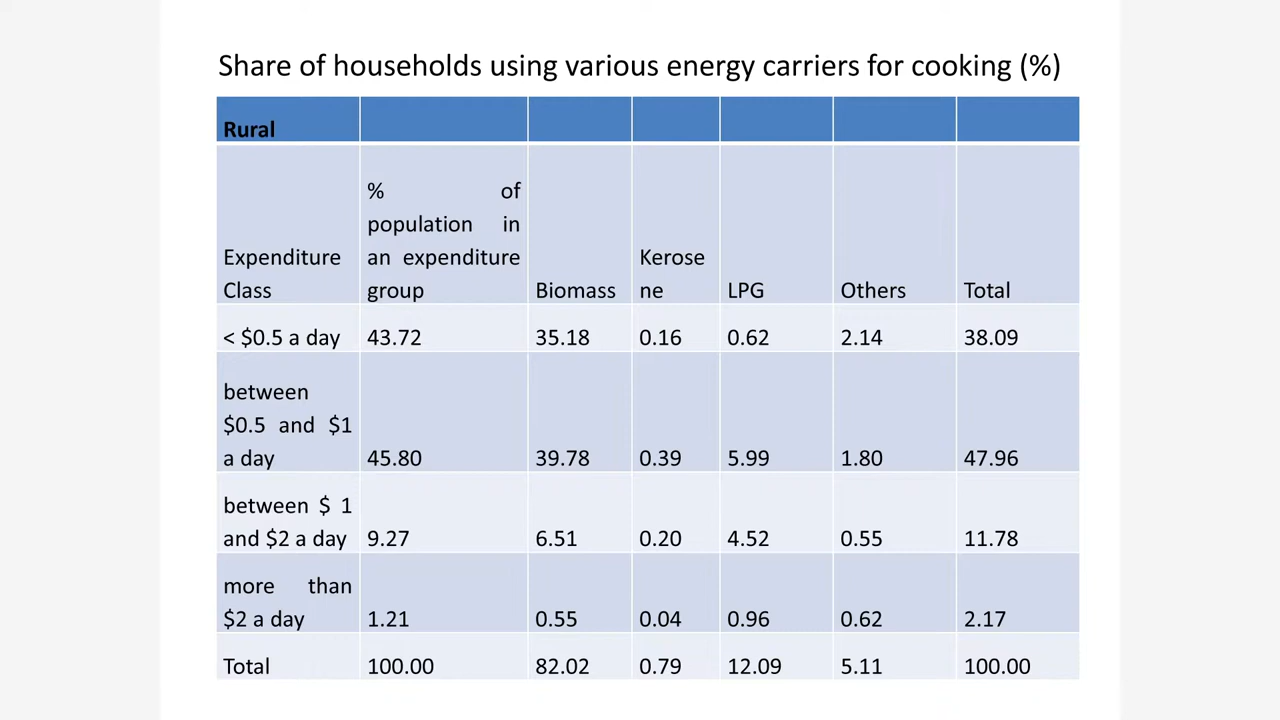 Share of households using various energy carriers for cooking (%)
Rural
Expenditure Class | % of population in an expenditure group | Biomass | Kerosene | LPG | Others | Total
< $0.5 a day | 43.72 | 35.18 | 0.16 | 0.62 | 2.14 | 38.09
between $0.5 and $1 a day | 45.80 | 39.78 | 0.39 | 5.99 | 1.80 | 47.96
between $ 1 and $2 a day | 9.27 | 6.51 | 0.20 | 4.52 | 0.55 | 11.78
more than $2 a day | 1.21 | 0.55 | 0.04 | 0.96 | 0.62 | 2.17
Total | 100.00 | 82.02 | 0.79 | 12.09 | 5.11 | 100.00